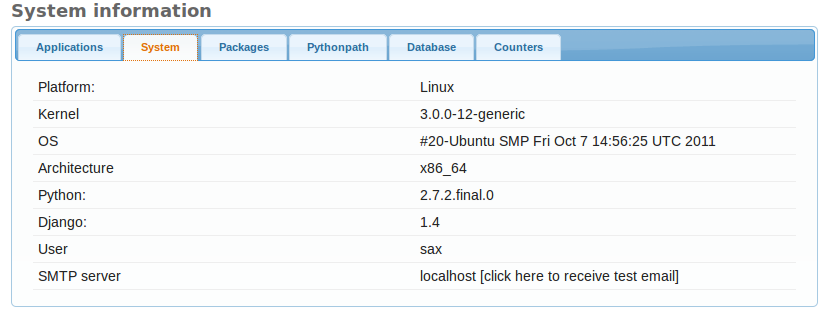 System information
Applications System Packages Pythonpath Database Counters
Platform: Linux
Kernel 3.0.0-12-generic
OS #20-Ubuntu SMP Fri Oct 7 14:56:25 UTC 2011
Architecture x86_64
Python: 2.7.2.final.0
Django: 1.4
User sax
SMTP server localhost [click here to receive test email]